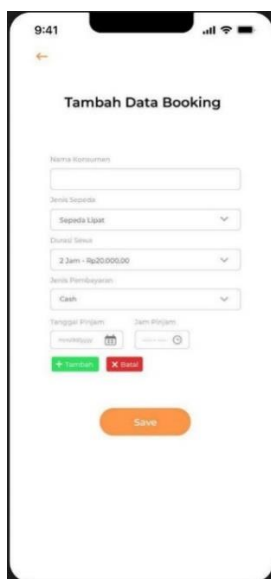 9:41
Tambah Data Booking
Nama Konsumen
Jenis Sepeda
Sepeda Lipat
Durasi Sewa
2 Jam - Rp20.000,00
Jenis Pembayaran
Cash
Tanggal Pinjam Jam Pinjam
+ Tambah X Batal
Save